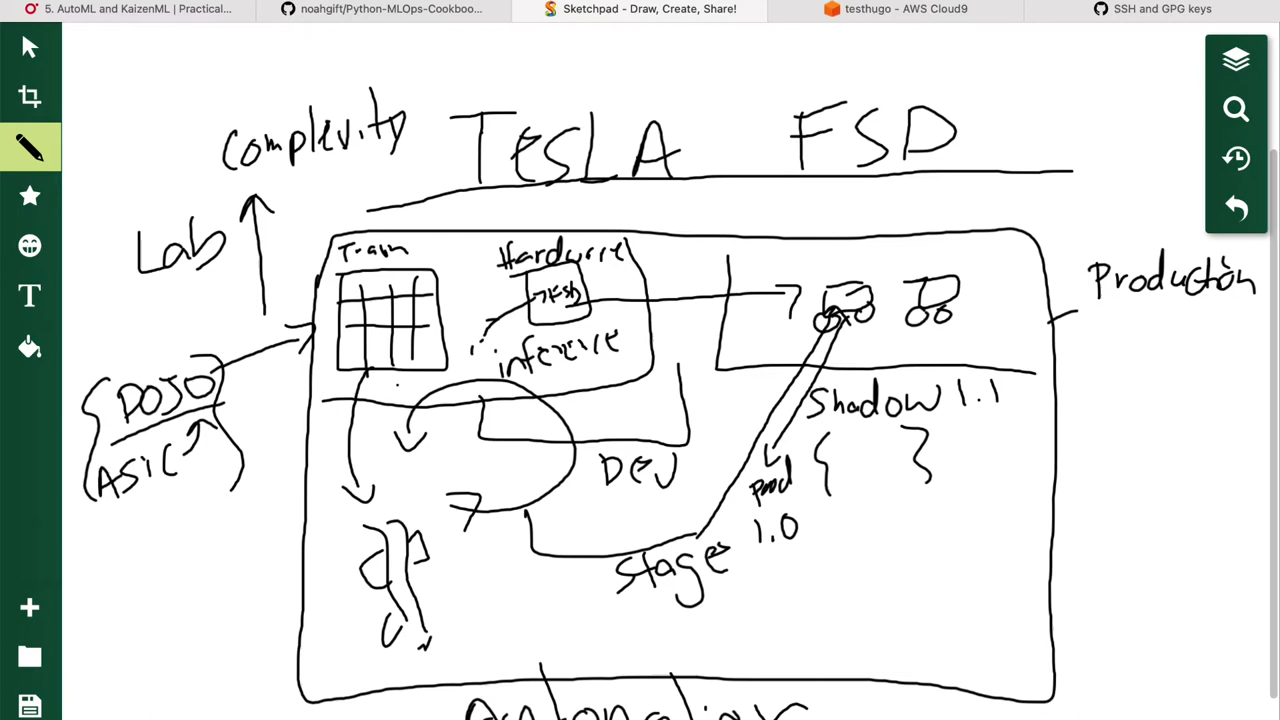 5. AutoML and KaizenML | Practical...
noahgift/Python-MLOps-Cookboo...
Sketchpad - Draw, Create, Share!
testhugo - AWS Cloud9
SSH and GPG keys
Complexity
TESLA FSD
Lab
Train
Hardware
Production
FSD
inference
DOJO
ASIC
Shadow 1.1
DEV
Prod
1.0
Stage
T